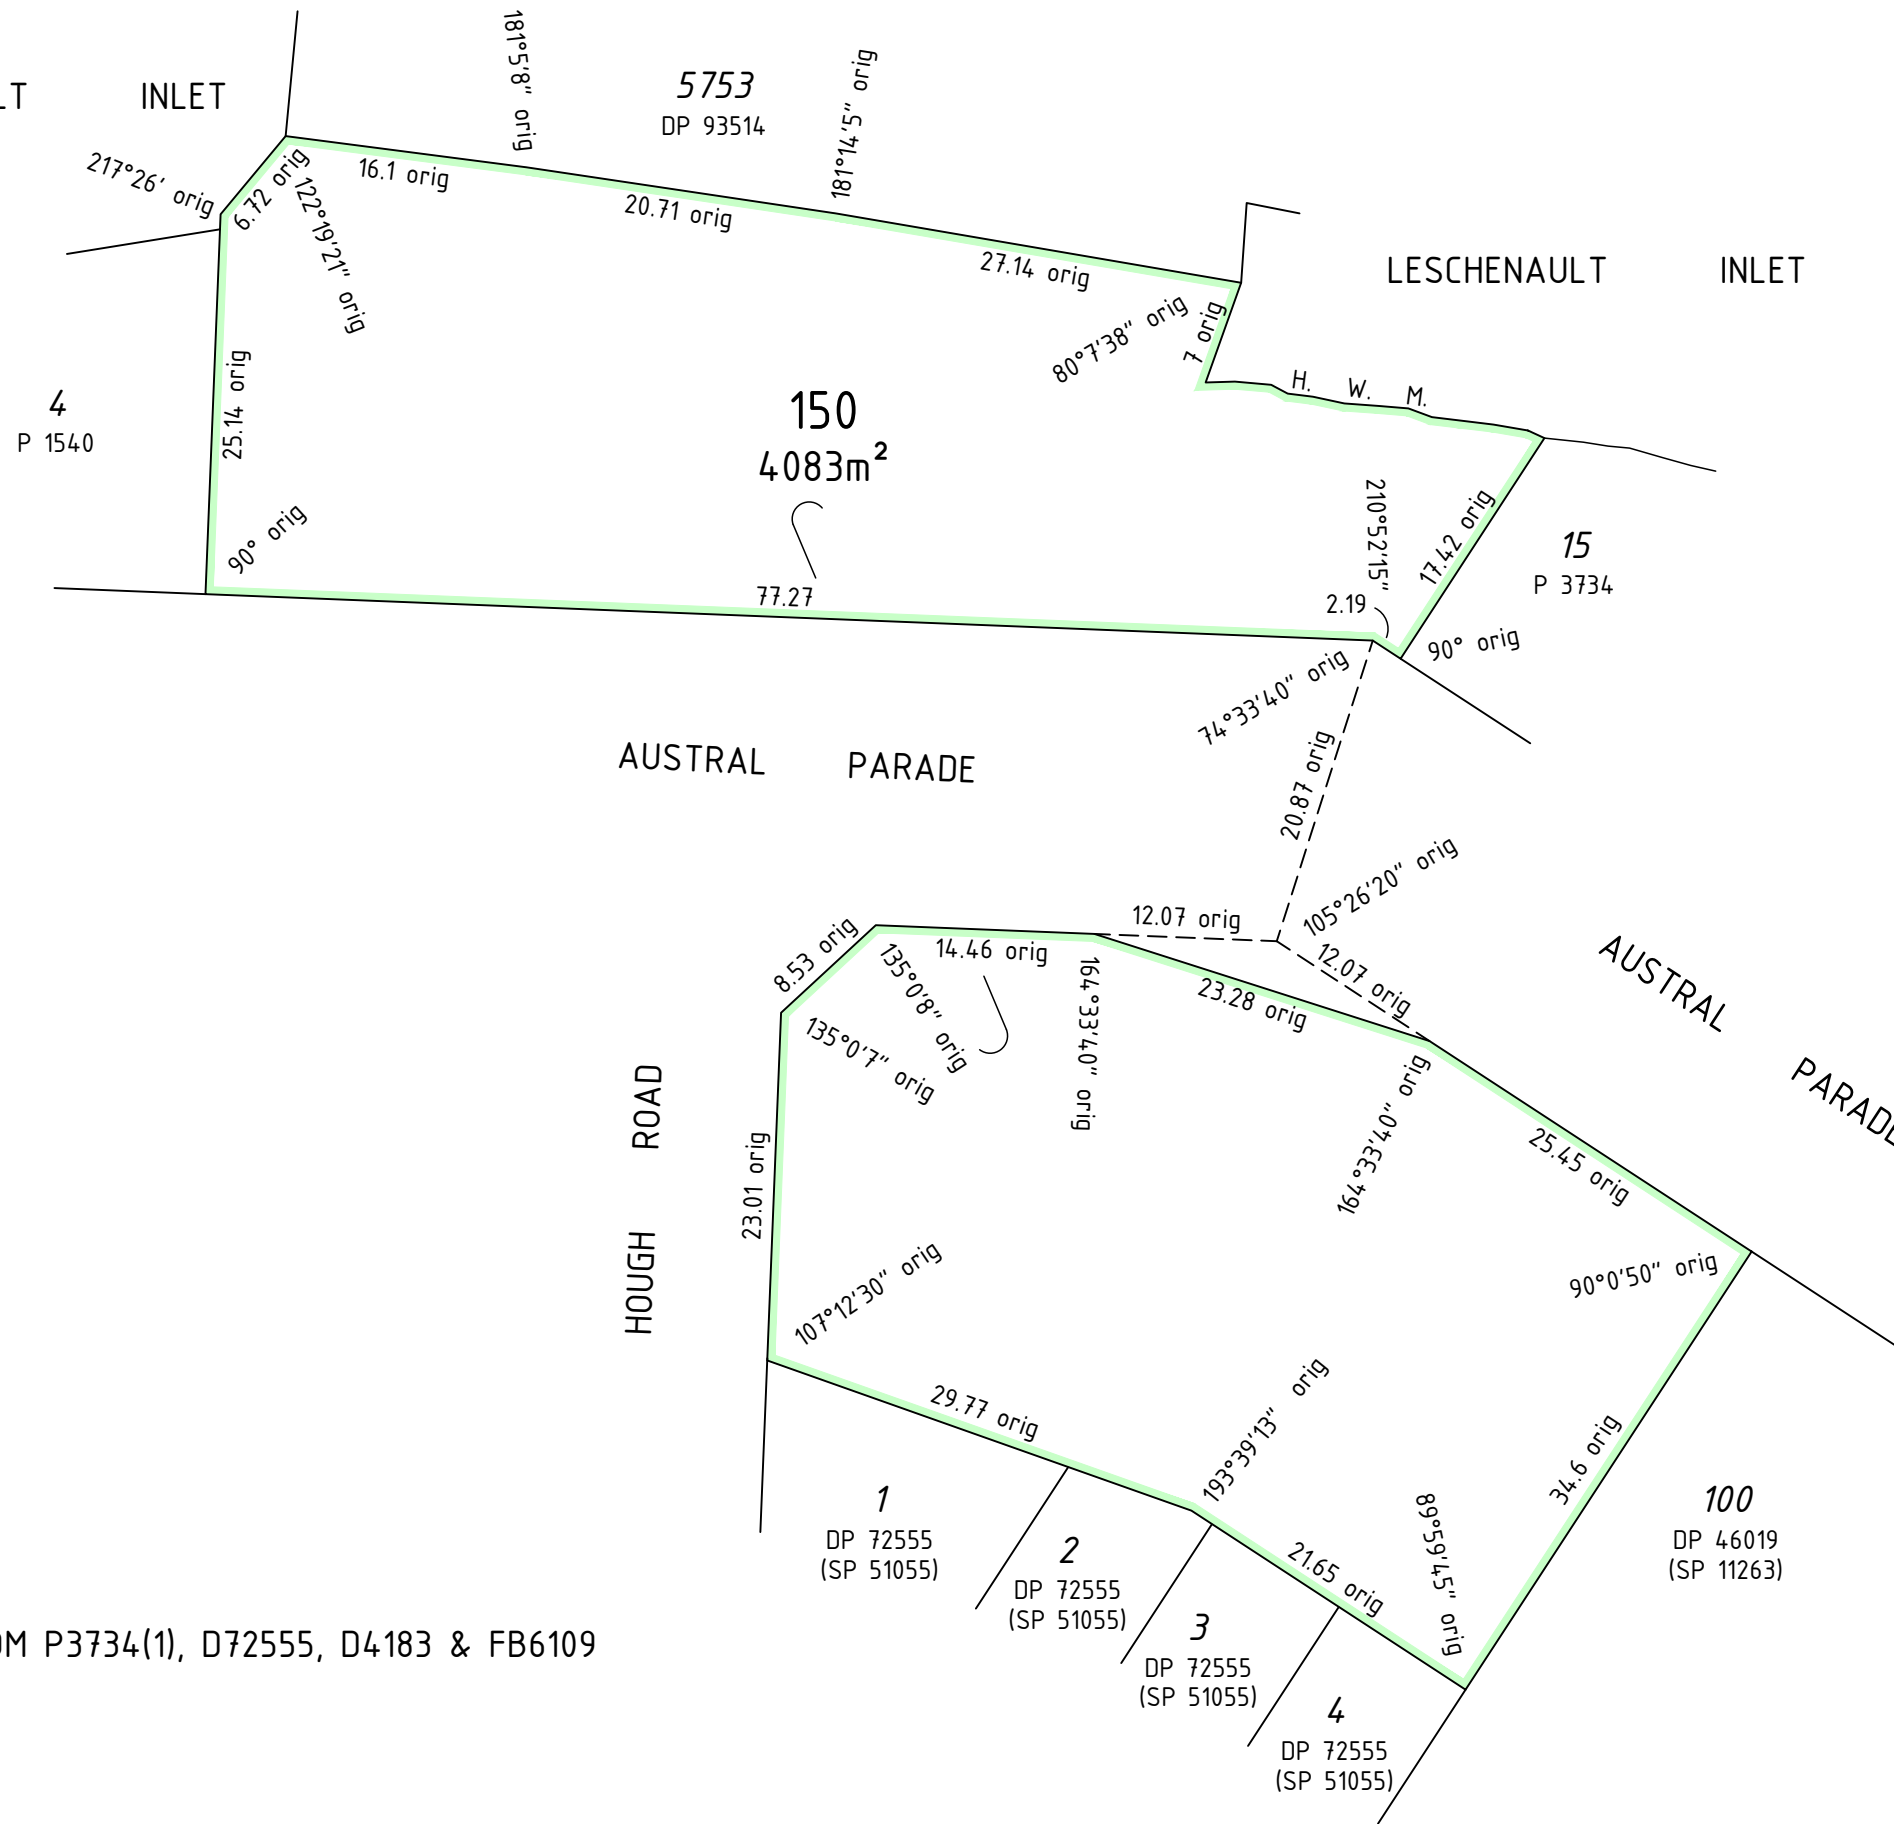 181°5'8" orig
5753
DP 93514
181°14'5" orig
LT INLET
217°26' orig
6.72 orig
122°19'21" orig
16.1 orig
20.71 orig
27.14 orig
LESCHENAULT INLET
80°7'38" orig
7 orig
H. W. M.
4
P 1540
25.14 orig
90° orig
150
4083m²
77.27
210°52'15"
2.19
17.42 orig
15
P 3734
90° orig
74°33'40" orig
AUSTRAL PARADE
20.87 orig
105°26'20" orig
12.07 orig
12.07 orig
8.53 orig
14.46 orig
135°0'8" orig
135°0'7" orig
164°33'40" orig
23.28 orig
164°33'40" orig
AUSTRAL PARADE
25.45 orig
HOUGH ROAD
23.01 orig
107°12'30" orig
90°0'50" orig
29.77 orig
193°39'13" orig
34.6 orig
89°59'45" orig
21.65 orig
1
DP 72555
(SP 51055)
2
DP 72555
(SP 51055)
3
DP 72555
(SP 51055)
4
DP 72555
(SP 51055)
100
DP 46019
(SP 11263)
OM P3734(1), D72555, D4183 & FB6109